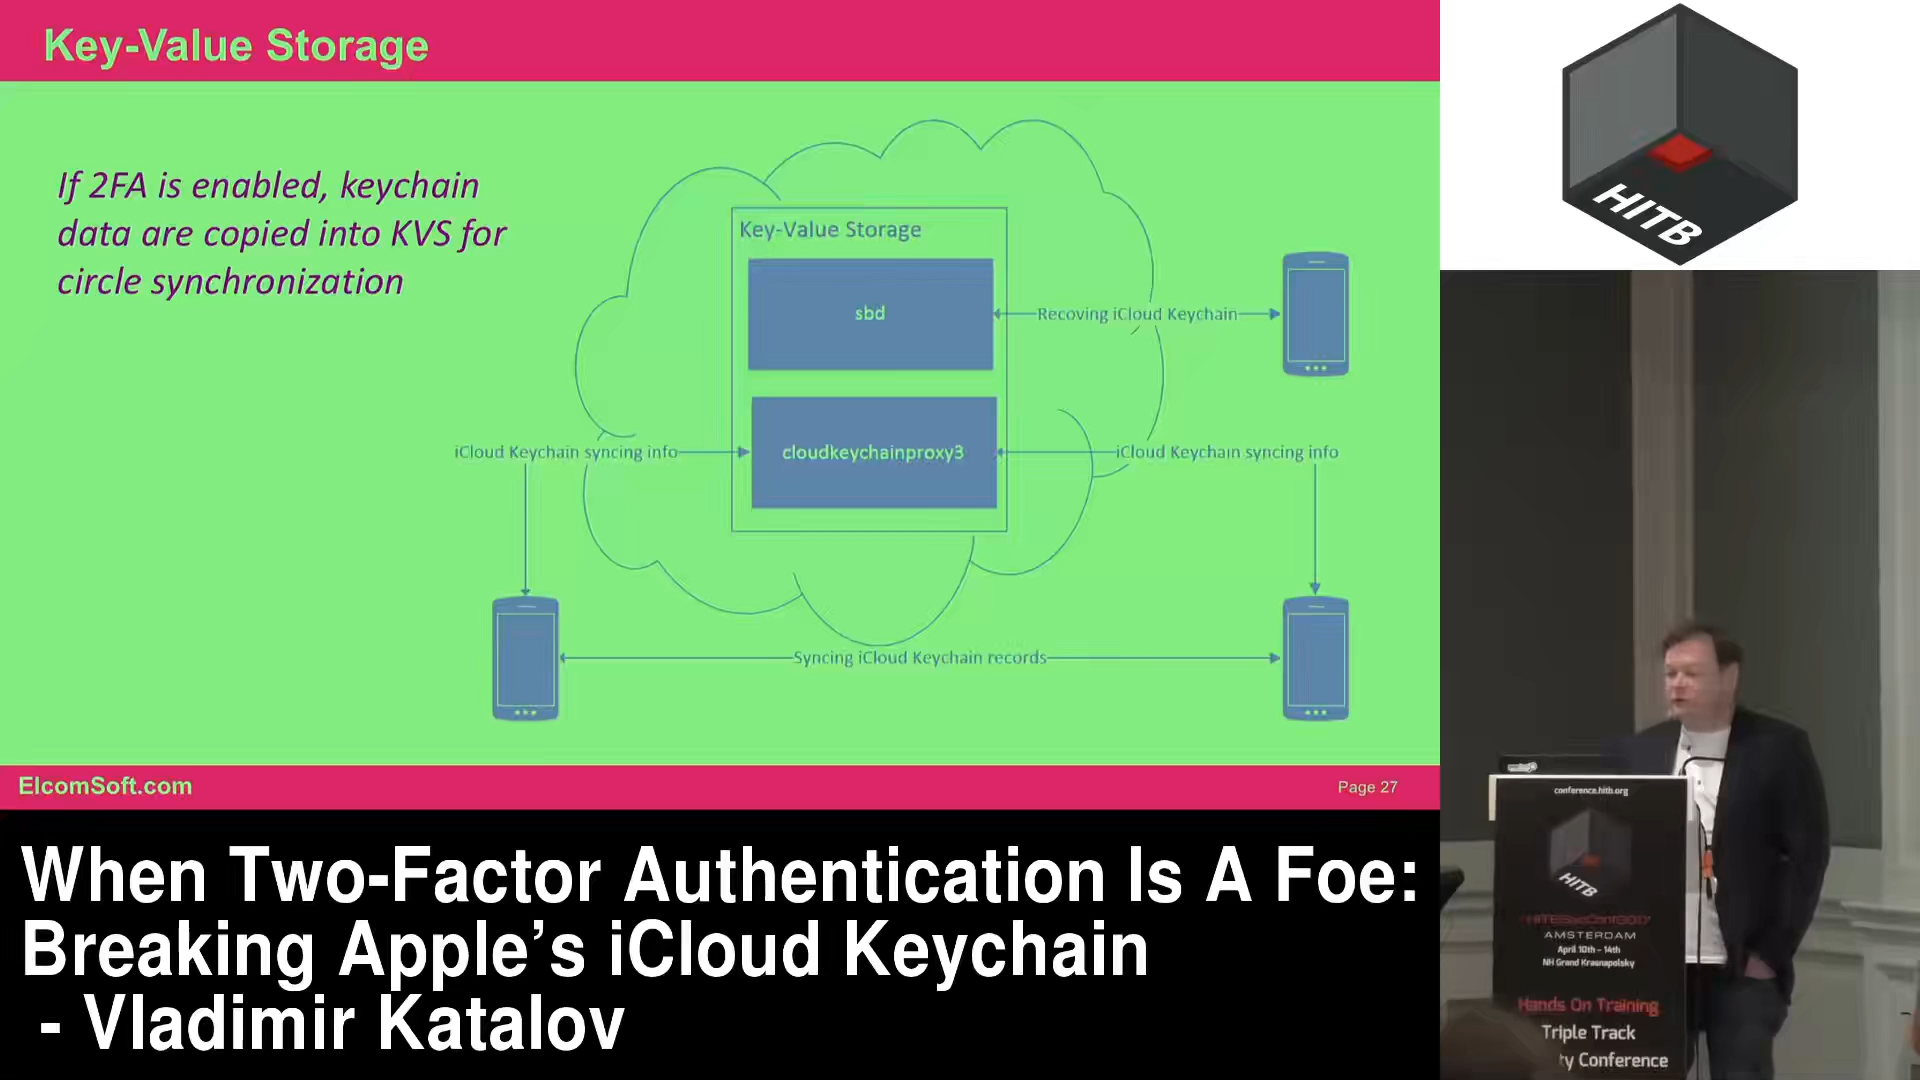 Key-Value Storage
If 2FA is enabled, keychain
data are copied into KVS for
circle synchronization
Key-Value Storage
sbd
Recoving iCloud Keychain
iCloud Keychain syncing info
cloudkeychainproxy3
iCloud Keychain syncing info
Syncing iCloud Keychain records
ElcomSoft.com
Page 27
When Two-Factor Authentication Is A Foe:
Breaking Apple’s iCloud Keychain
- Vladimir Katalov
HITB
conference.hitb.org
HITB
AMSTERDAM
April 10th - 14th
NH Grand Krasnapolsky
Hands On Training
Triple Track
Conference